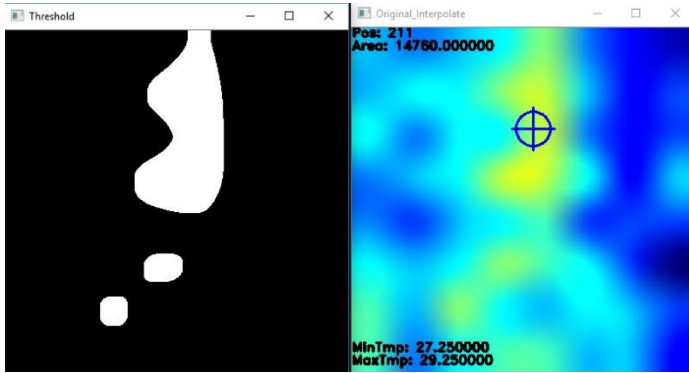 Threshold
Original_Interpolate
Pos: 211
Area: 14760.000000
MinTmp: 27.250000
MaxTmp: 29.250000